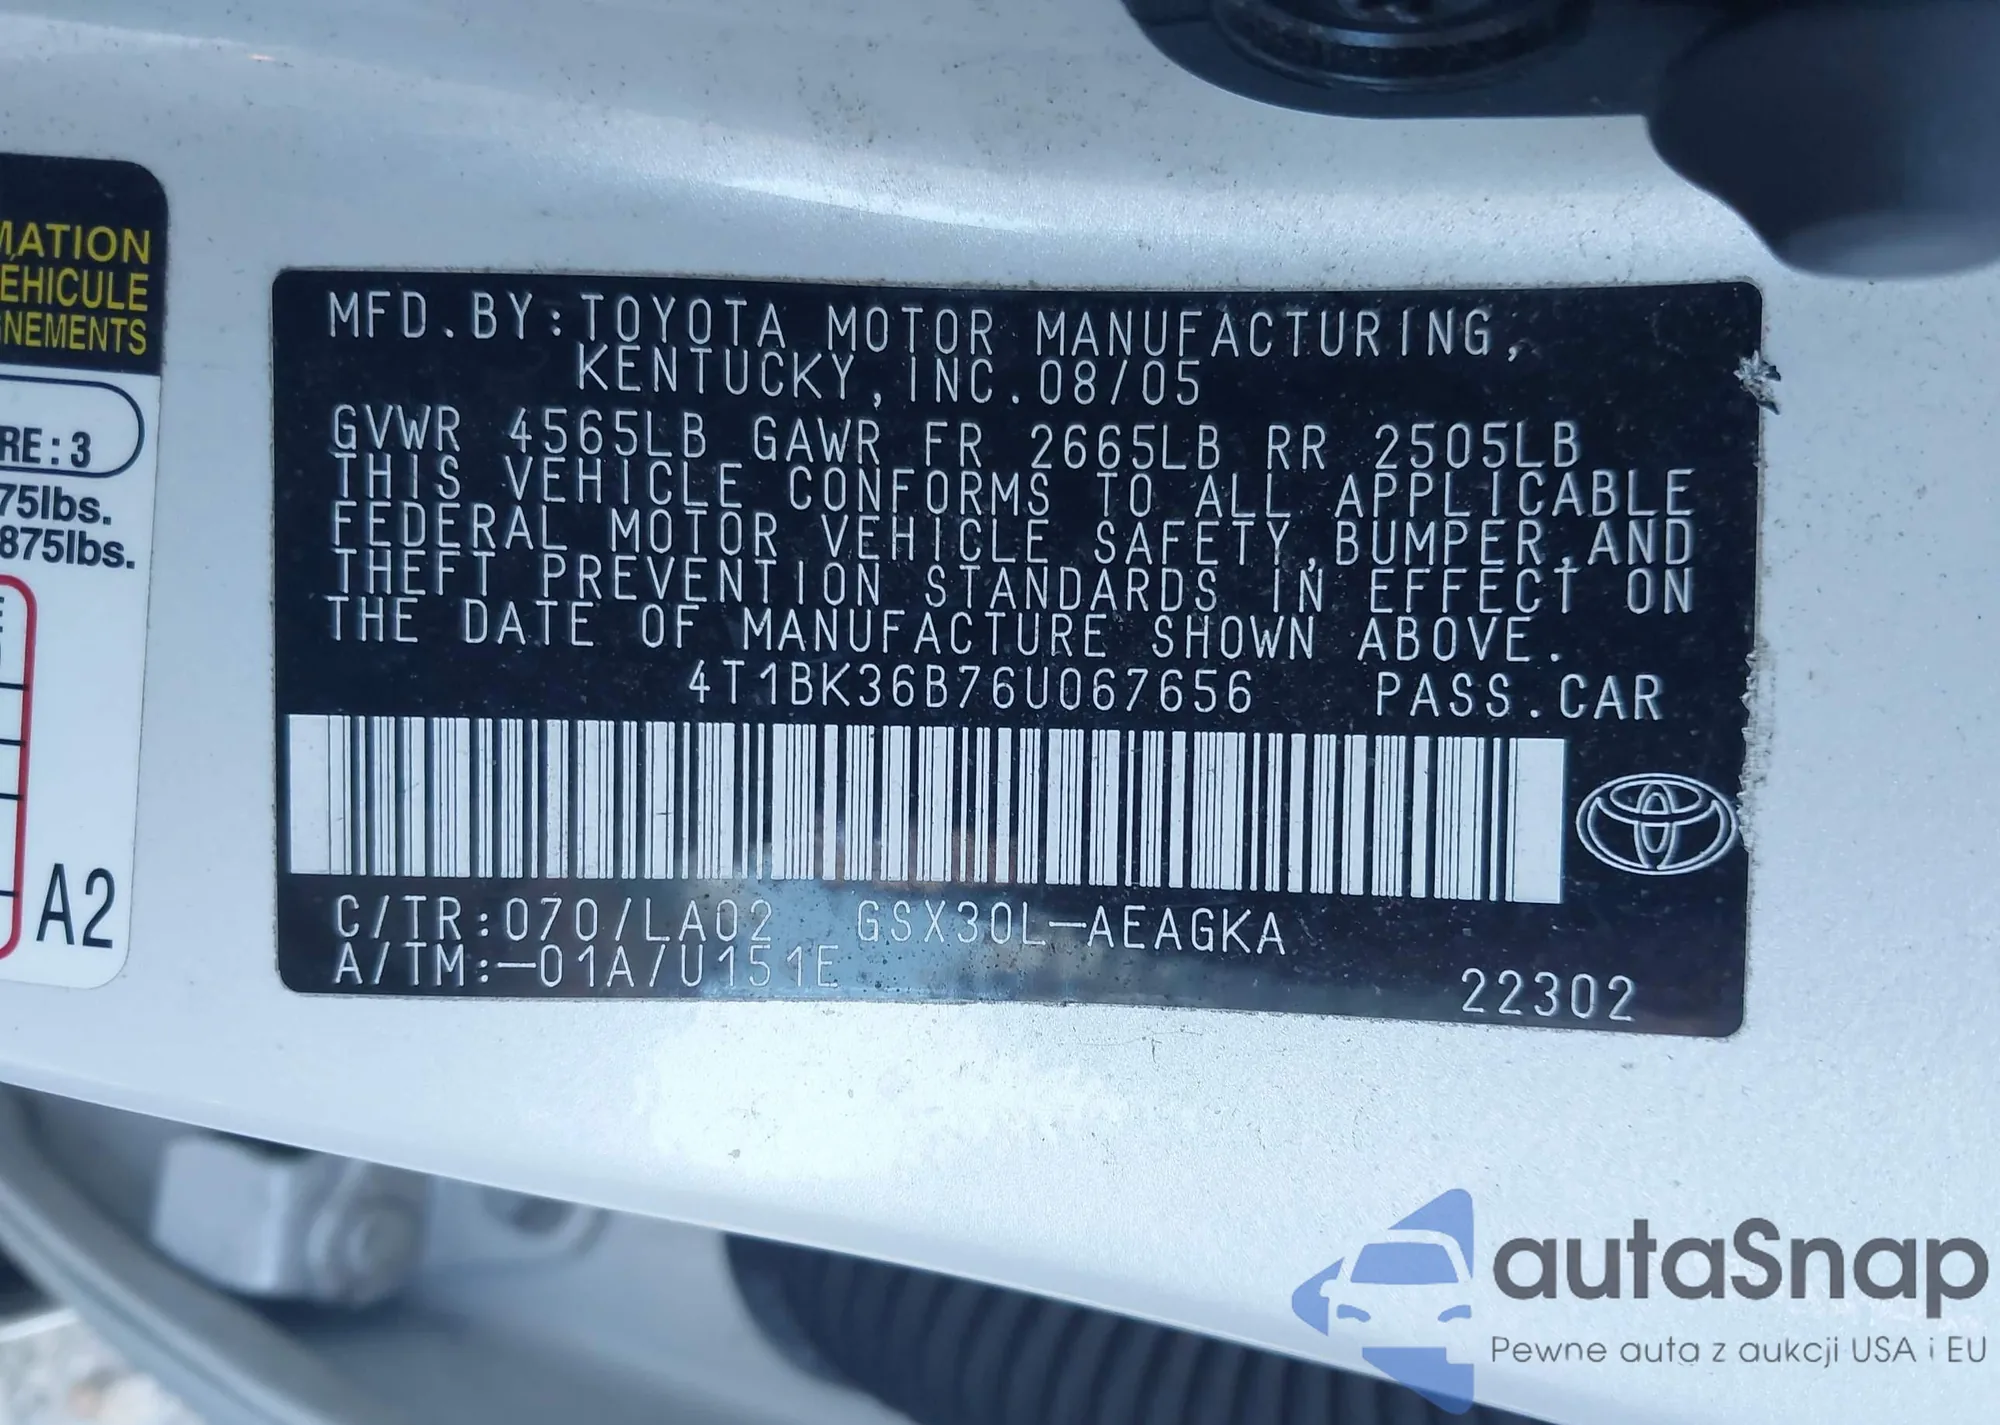 MATION
EHICULE
NEMENTS
RE:3
75lbs.
875lbs.
A2
MFD.BY:TOYOTA MOTOR MANUFACTURING,
KENTUCKY,INC.08/05
GVWR 4565LB GAWR FR 2665LB RR 2505LB
THIS VEHICLE CONFORMS TO ALL APPLICABLE
FEDERAL MOTOR VEHICLE SAFETY,BUMPER,AND
THEFT PREVENTION STANDARDS IN EFFECT ON
THE DATE OF MANUFACTURE SHOWN ABOVE.
4T1BK36B76U067656 PASS.CAR
C/TR:070/LA02 GSX30L-AEAGKA
A/TM:-01A/U151E
22302
autaSnap
Pewne auta z aukcji USA i EU